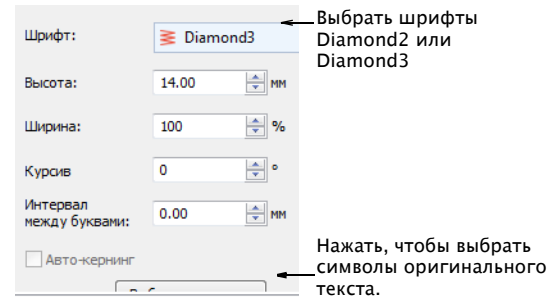 Выбрать шрифты
Diamond2 или
Diamond3
Шрифт: Diamond3
Высота: 14.00 мм
Ширина: 100 %
Курсив 0 °
Интервал
между буквами: 0.00 мм
Авто-кернинг
Нажать, чтобы выбрать
символы оригинального
текста.